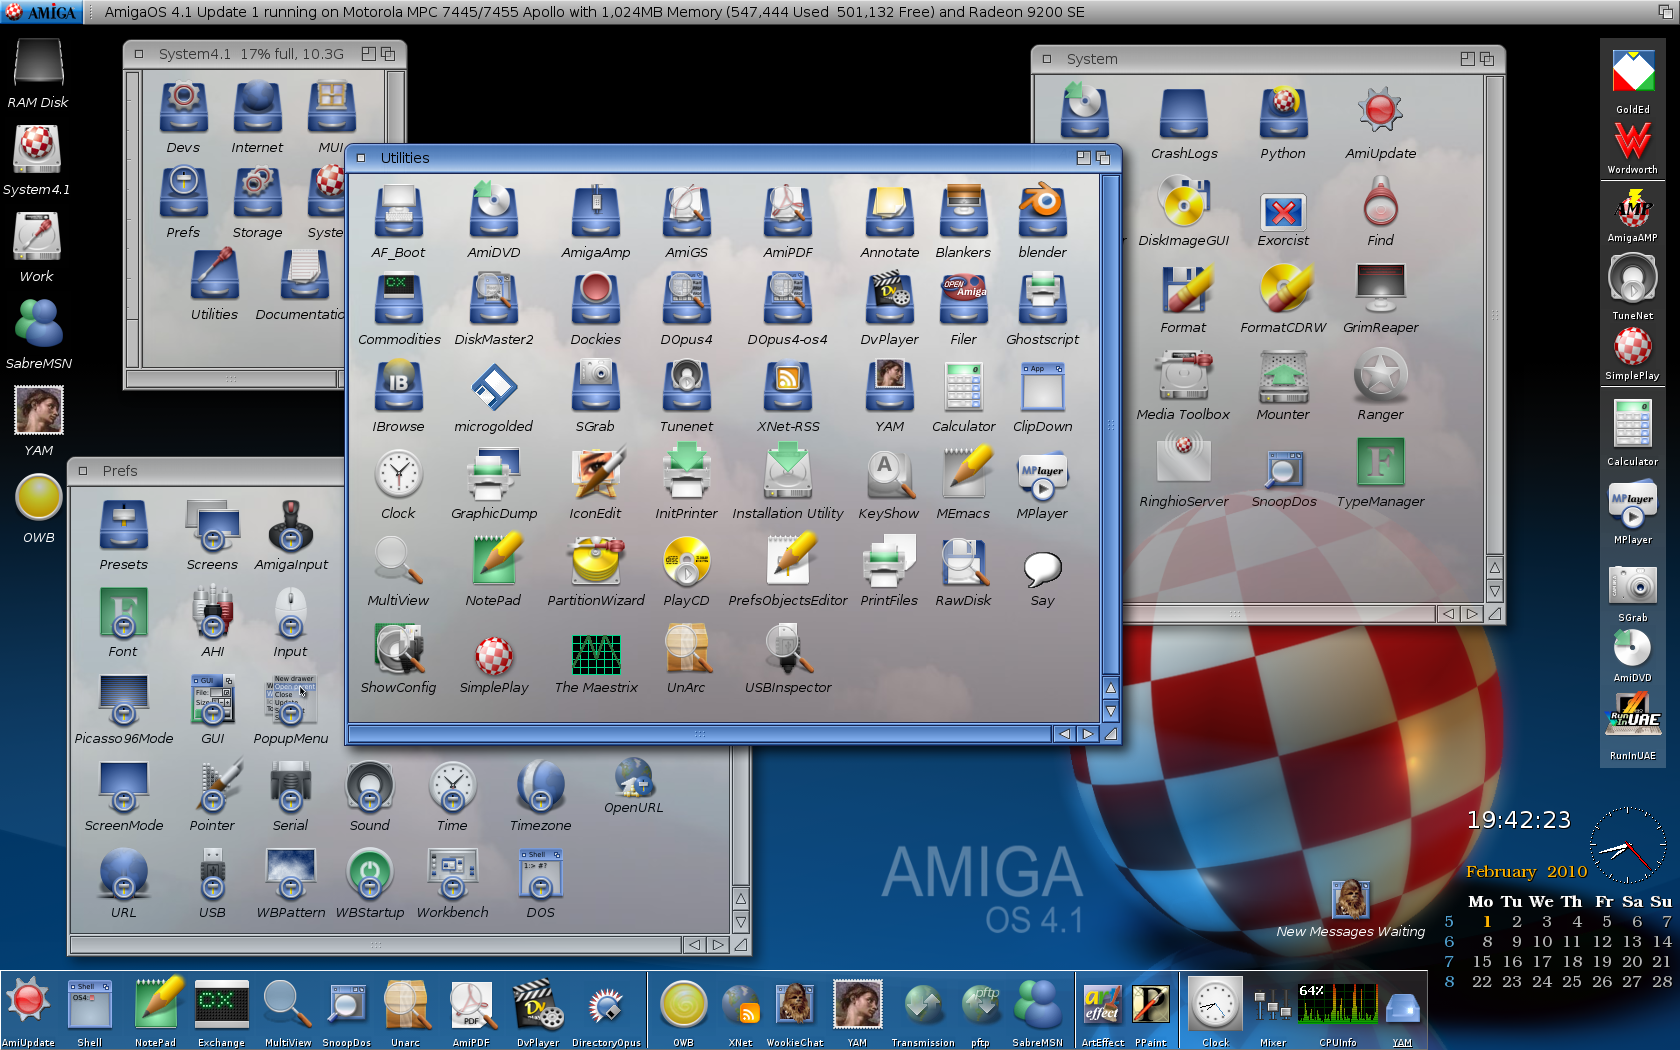 AMIGA AmigaOS 4.1 Update 1 running on Motorola MPC 7445/7455 Apollo with 1,024MB Memory (547,444 Used 501,132 Free) and Radeon 9200 SE
RAM Disk
System4.1
Work
SabreMSN
YAM
OWB
System4.1 17% full, 10.3G
Devs Internet MUI
Prefs Storage Syste
Utilities Documentatio
Utilities
AF_Boot AmiDVD AmigaAmp AmiGS AmiPDF Annotate Blankers blender
Commodities DiskMaster2 Dockies DOpus4 DOpus4-os4 DvPlayer Filer Ghostscript
IBrowse microgolded SGrab Tunenet XNet-RSS YAM Calculator ClipDown
Clock GraphicDump IconEdit InitPrinter Installation Utility KeyShow MEmacs MPlayer
MultiView NotePad PartitionWizard PlayCD PrefsObjectsEditor PrintFiles RawDisk Say
ShowConfig SimplePlay The Maestrix UnArc USBInspector
System
CrashLogs Python AmiUpdate
DiskImageGUI Exorcist Find
Format FormatCDRW GrimReaper
Media Toolbox Mounter Ranger
RinghioServer SnoopDos TypeManager
Prefs
Presets Screens AmigaInput
Font AHI Input
Picasso96Mode GUI PopupMenu
ScreenMode Pointer Serial Sound Time Timezone OpenURL
URL USB WBPattern WBStartup Workbench DOS
GoldEd
Wordworth
AmigaAMP
TuneNet
SimplePlay
Calculator
MPlayer
SGrab
AmiDVD
RunInUAE
AMIGA
OS 4.1
New Messages Waiting
19:42:23
February 2010
Mo Tu We Th Fr Sa Su
5 1 2 3 4 5 6 7
6 8 9 10 11 12 13 14
7 15 16 17 18 19 20 21
8 22 23 24 25 26 27 28
64%
AmiUpdate Shell NotePad Exchange MultiView SnoopDos Unarc AmiPDF DvPlayer DirectoryOpus OWB XNet WookieChat YAM Transmission pftp SabreMSN ArtEffect PPaint Clock Mixer CPUInfo YAM